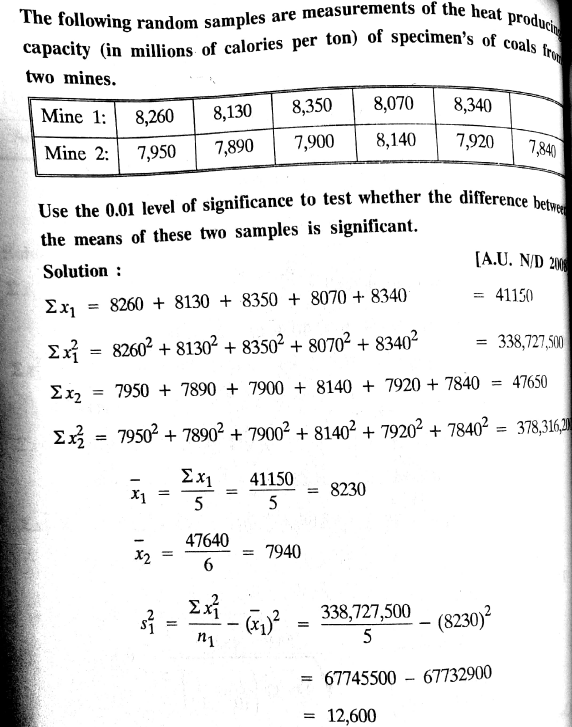 The following random samples are measurements of the heat producing
capacity (in millions of calories per ton) of specimen's of coals from
two mines.
Mine 1: 8,260 8,130 8,350 8,070 8,340
Mine 2: 7,950 7,890 7,900 8,140 7,920 7,840
Use the 0.01 level of significance to test whether the difference between
the means of these two samples is significant.
[A.U. N/D 2008
Solution :
Σx₁ = 8260 + 8130 + 8350 + 8070 + 8340 = 41150
Σx₁² = 8260² + 8130² + 8350² + 8070² + 8340² = 338,727,500
Σx₂ = 7950 + 7890 + 7900 + 8140 + 7920 + 7840 = 47650
Σx₂² = 7950² + 7890² + 7900² + 8140² + 7920² + 7840² = 378,316,200
x̄₁ = Σx₁/5 = 41150/5 = 8230
x̄₂ = 47640/6 = 7940
s₁² = Σx₁²/n₁ − (x̄₁)² = 338,727,500/5 − (8230)²
= 67745500 − 67732900
= 12,600